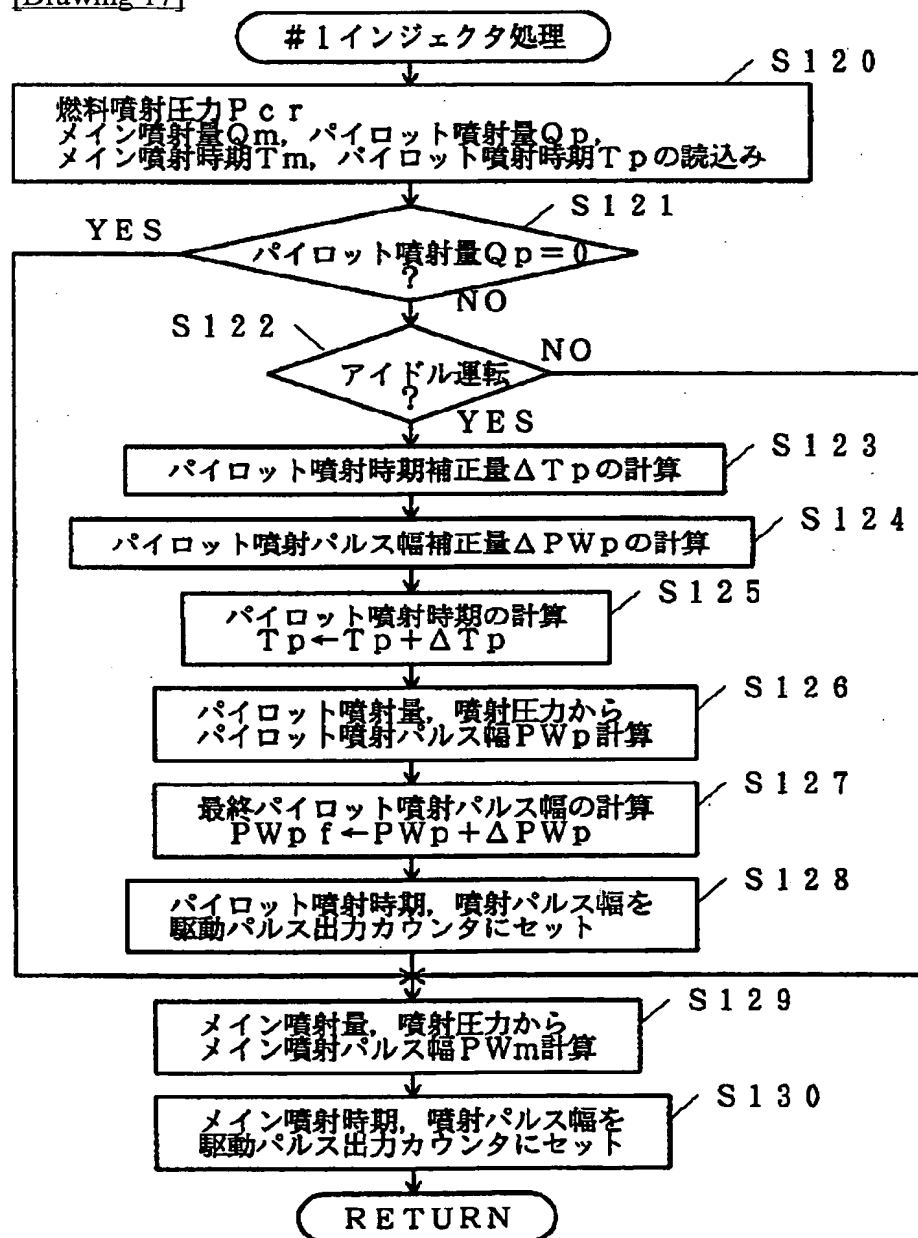 [Drawing 17]
#1インジェクタ処理
S120
燃料噴射圧力Pcr
メイン噴射量Qm，パイロット噴射量Qp，
メイン噴射時期Tm，パイロット噴射時期Tpの読込み
S121
YES
パイロット噴射量Qp=0
?
NO
S122
NO
アイドル運転
?
YES
S123
パイロット噴射時期補正量ΔTpの計算
S124
パイロット噴射パルス幅補正量ΔPWpの計算
S125
パイロット噴射時期の計算
Tp←Tp+ΔTp
S126
パイロット噴射量，噴射圧力から
パイロット噴射パルス幅PWp計算
S127
最終パイロット噴射パルス幅の計算
PWpf←PWp+ΔPWp
S128
パイロット噴射時期，噴射パルス幅を
駆動パルス出力カウンタにセット
S129
メイン噴射量，噴射圧力から
メイン噴射パルス幅PWm計算
S130
メイン噴射時期，噴射パルス幅を
駆動パルス出力カウンタにセット
RETURN